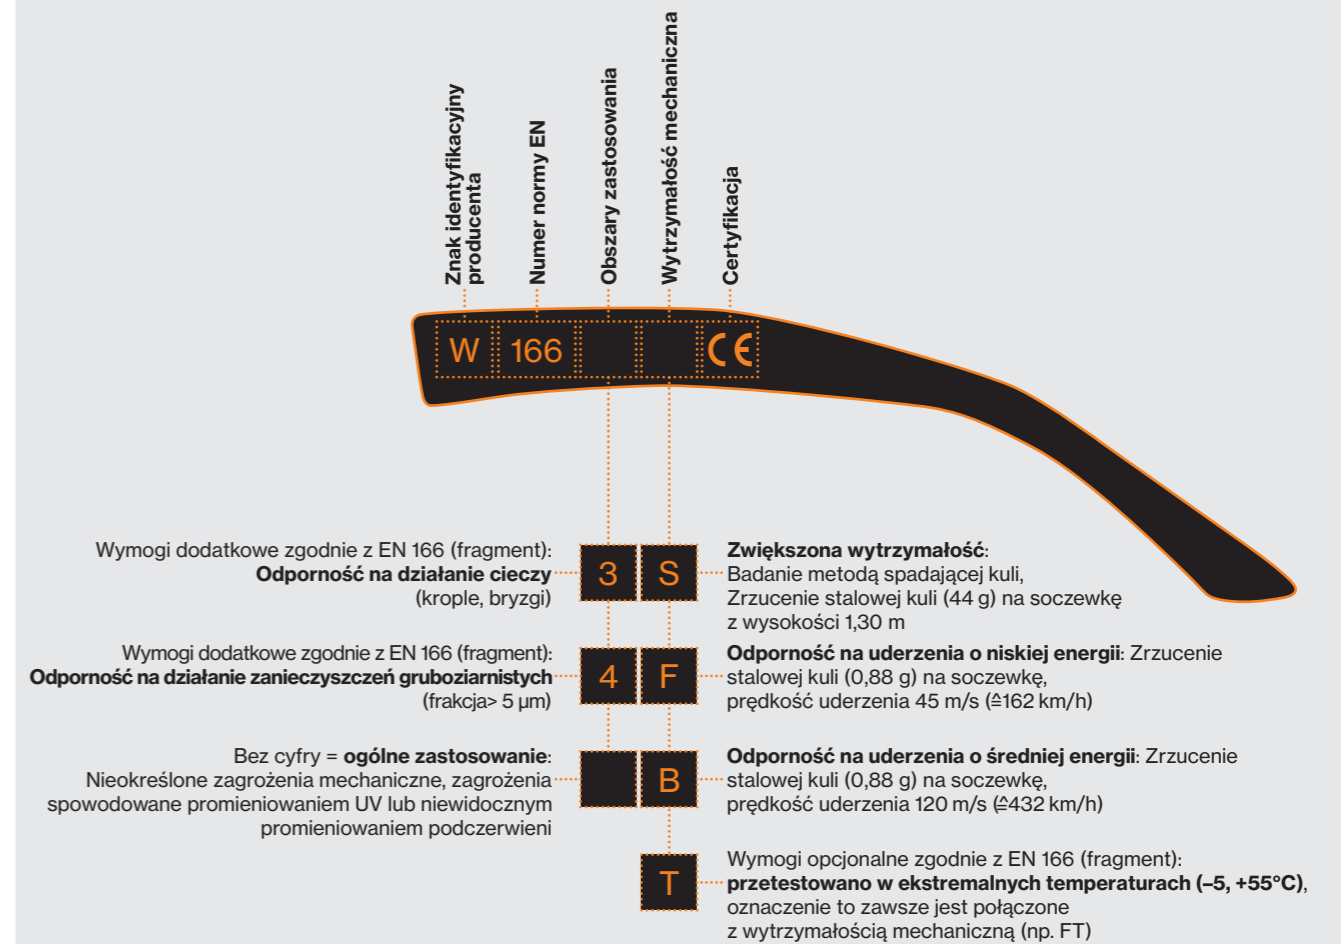 Znak identyfikacyjny
producenta
Numer normy EN
Obszary zastosowania
Wytrzymałość mechaniczna
Certyfikacja
W 166 CE
Wymogi dodatkowe zgodnie z EN 166 (fragment):
Odporność na działanie cieczy
(krople, bryzgi)
3 S
Zwiększona wytrzymałość:
Badanie metodą spadającej kuli,
Zrzucenie stalowej kuli (44 g) na soczewkę
z wysokości 1,30 m
Wymogi dodatkowe zgodnie z EN 166 (fragment):
Odporność na działanie zanieczyszczeń gruboziarnistych
(frakcja> 5 µm)
4 F
Odporność na uderzenia o niskiej energii: Zrzucenie
stalowej kuli (0,88 g) na soczewkę,
prędkość uderzenia 45 m/s (≙162 km/h)
Bez cyfry = ogólne zastosowanie:
Nieokreślone zagrożenia mechaniczne, zagrożenia
spowodowane promieniowaniem UV lub niewidocznym
promieniowaniem podczerwieni
B
Odporność na uderzenia o średniej energii: Zrzucenie
stalowej kuli (0,88 g) na soczewkę,
prędkość uderzenia 120 m/s (≙432 km/h)
T
Wymogi opcjonalne zgodnie z EN 166 (fragment):
przetestowano w ekstremalnych temperaturach (–5, +55°C),
oznaczenie to zawsze jest połączone
z wytrzymałością mechaniczną (np. FT)